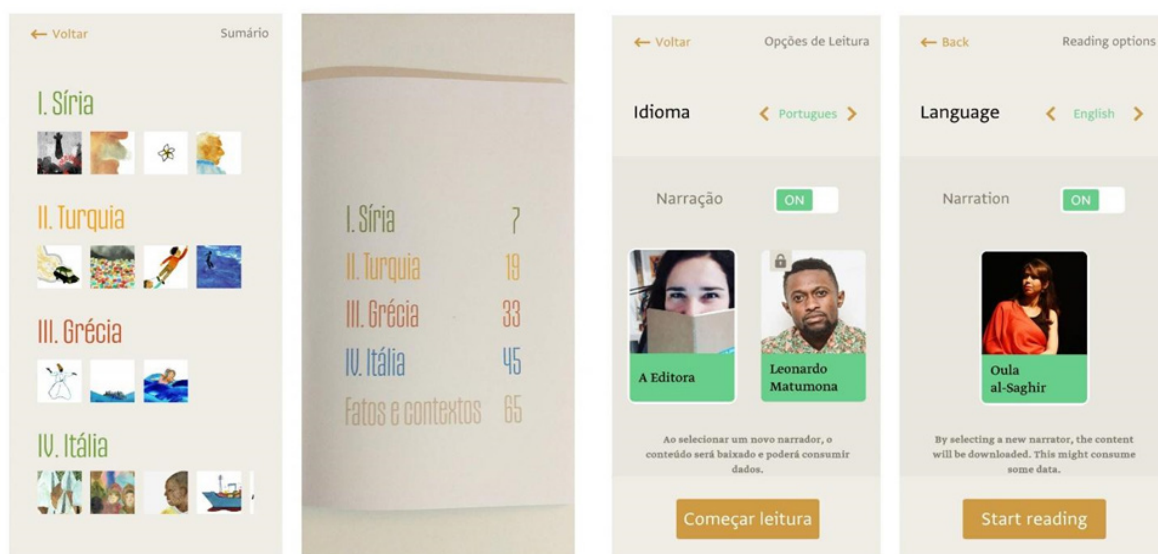 ← Voltar Sumário
I. Síria
II. Turquia
III. Grécia
IV. Itália
I. Síria 7
II. Turquia 19
III. Grécia 33
IV. Itália 45
Fatos e contextos 65
← Voltar Opções de Leitura
Idioma < Portugues >
Narração ON
A Editora
Leonardo
Matumona
Ao selecionar um novo narrador, o
conteúdo será baixado e poderá consumir
dados.
Começar leitura
← Back Reading options
Language < English >
Narration ON
Oula
al-Saghir
By selecting a new narrator, the content
will be downloaded. This might consume
some data.
Start reading